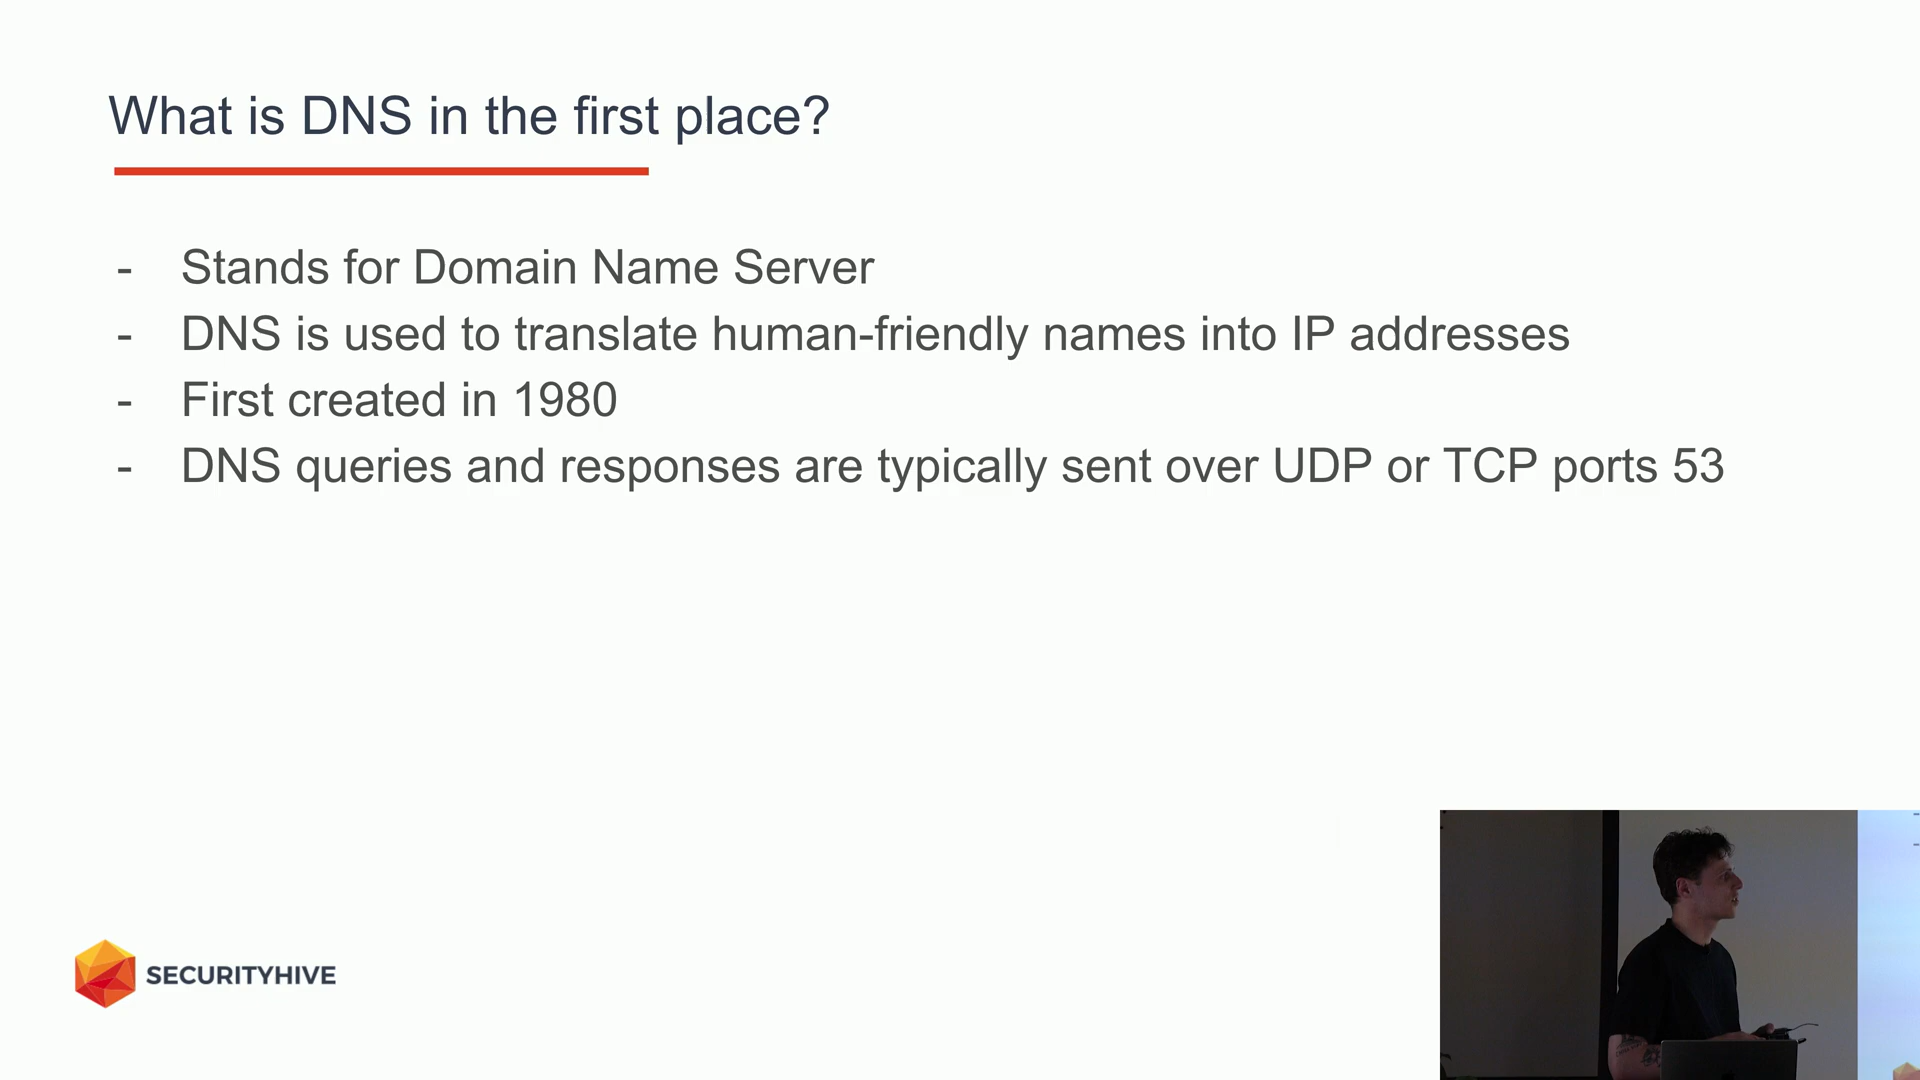 What is DNS in the first place?
- Stands for Domain Name Server
- DNS is used to translate human-friendly names into IP addresses
- First created in 1980
- DNS queries and responses are typically sent over UDP or TCP ports 53
SECURITYHIVE